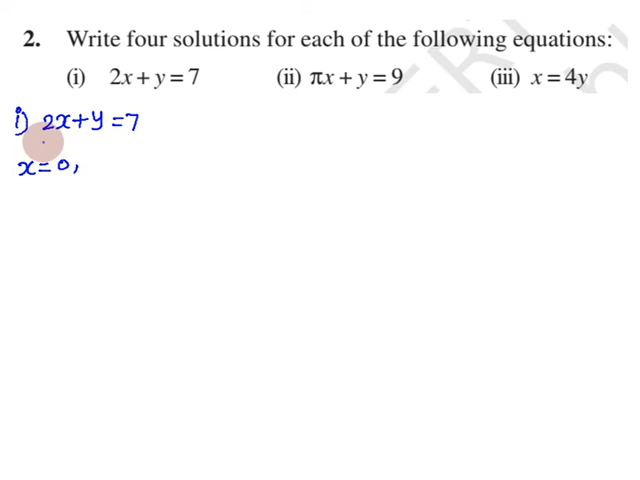 2. Write four solutions for each of the following equations:
(i) 2x + y = 7 (ii) πx + y = 9 (iii) x = 4y
i) 2x+y=7
x=0,